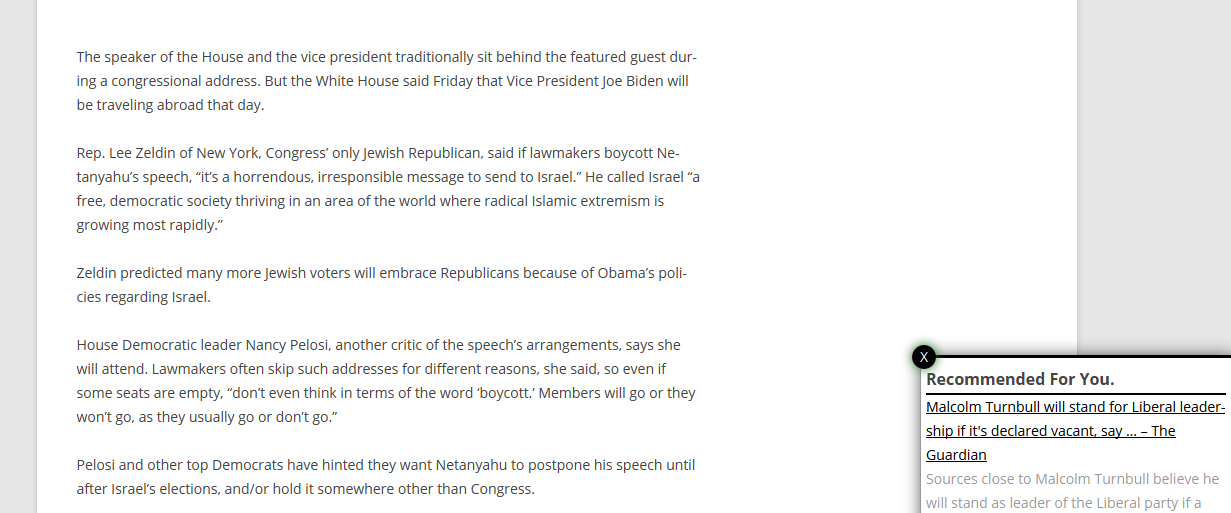 The speaker of the House and the vice president traditionally sit behind the featured guest dur-
ing a congressional address. But the White House said Friday that Vice President Joe Biden will
be traveling abroad that day.
Rep. Lee Zeldin of New York, Congress’ only Jewish Republican, said if lawmakers boycott Ne-
tanyahu’s speech, “it’s a horrendous, irresponsible message to send to Israel.” He called Israel “a
free, democratic society thriving in an area of the world where radical Islamic extremism is
growing most rapidly.”
Zeldin predicted many more Jewish voters will embrace Republicans because of Obama’s poli-
cies regarding Israel.
House Democratic leader Nancy Pelosi, another critic of the speech’s arrangements, says she
will attend. Lawmakers often skip such addresses for different reasons, she said, so even if
some seats are empty, “don’t even think in terms of the word ‘boycott.’ Members will go or they
won’t go, as they usually go or don’t go.”
Pelosi and other top Democrats have hinted they want Netanyahu to postpone his speech until
after Israel’s elections, and/or hold it somewhere other than Congress.
X
Recommended For You.
Malcolm Turnbull will stand for Liberal leader-
ship if it's declared vacant, say ... – The
Guardian
Sources close to Malcolm Turnbull believe he
will stand as leader of the Liberal party if a